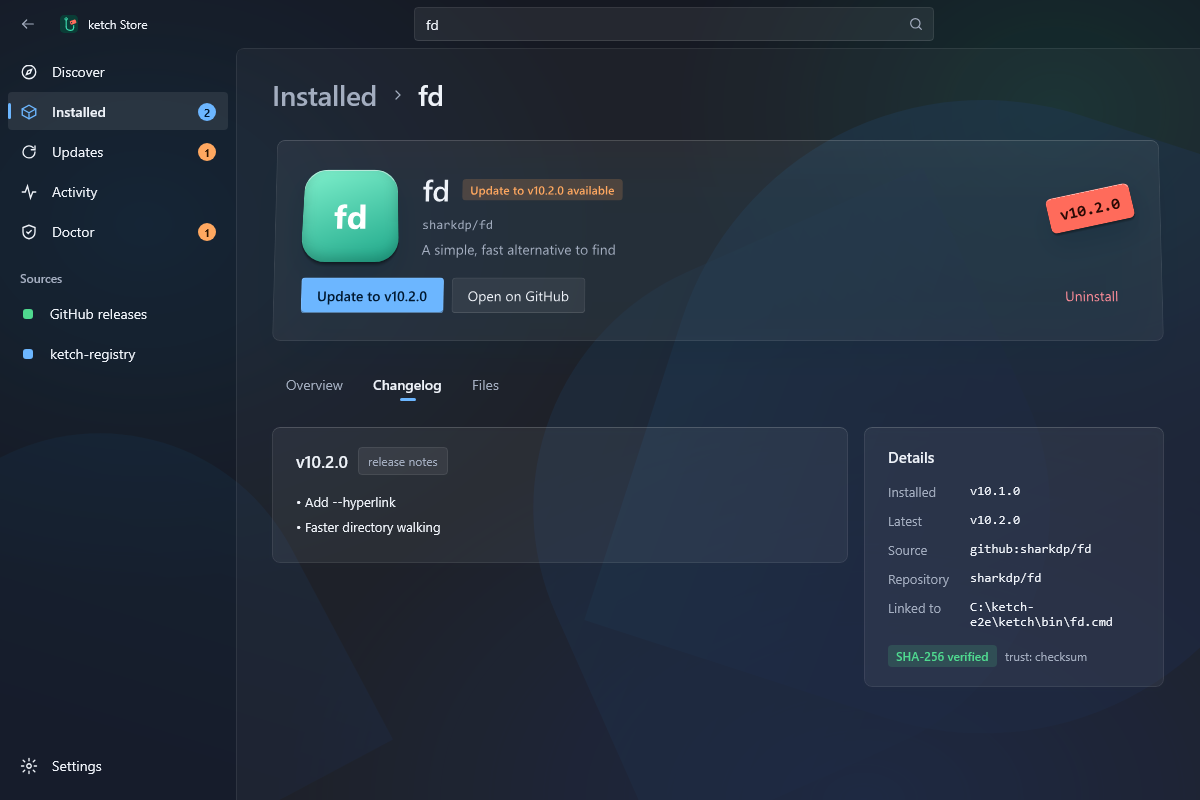 ketch Store
fd
Discover
Installed 2
Updates 1
Activity
Doctor 1
Sources
GitHub releases
ketch-registry
Settings
Installed › fd
fd
fd Update to v10.2.0 available
sharkdp/fd
A simple, fast alternative to find
v10.2.0
Update to v10.2.0 Open on GitHub Uninstall
Overview Changelog Files
v10.2.0 release notes
• Add --hyperlink
• Faster directory walking
Details
Installed v10.1.0
Latest v10.2.0
Source github:sharkdp/fd
Repository sharkdp/fd
Linked to C:\ketch-
e2e\ketch\bin\fd.cmd
SHA-256 verified trust: checksum